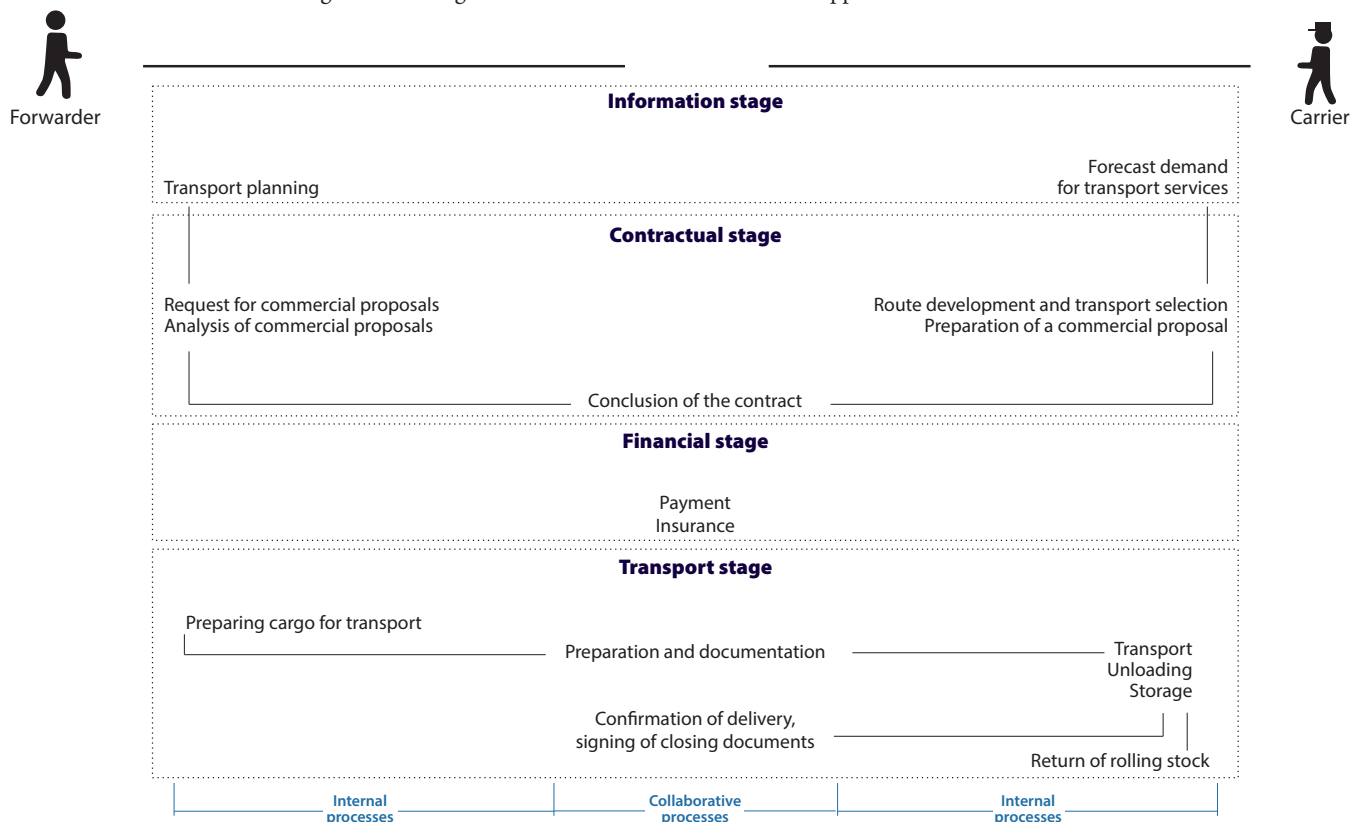 Forwarder
Carrier
Information stage
Transport planning
Forecast demand
for transport services
Contractual stage
Request for commercial proposals
Analysis of commercial proposals
Route development and transport selection
Preparation of a commercial proposal
Conclusion of the contract
Financial stage
Payment
Insurance
Transport stage
Preparing cargo for transport
Preparation and documentation
Transport
Unloading
Storage
Confirmation of delivery,
signing of closing documents
Return of rolling stock
Internal
processes
Collaborative
processes
Internal
processes